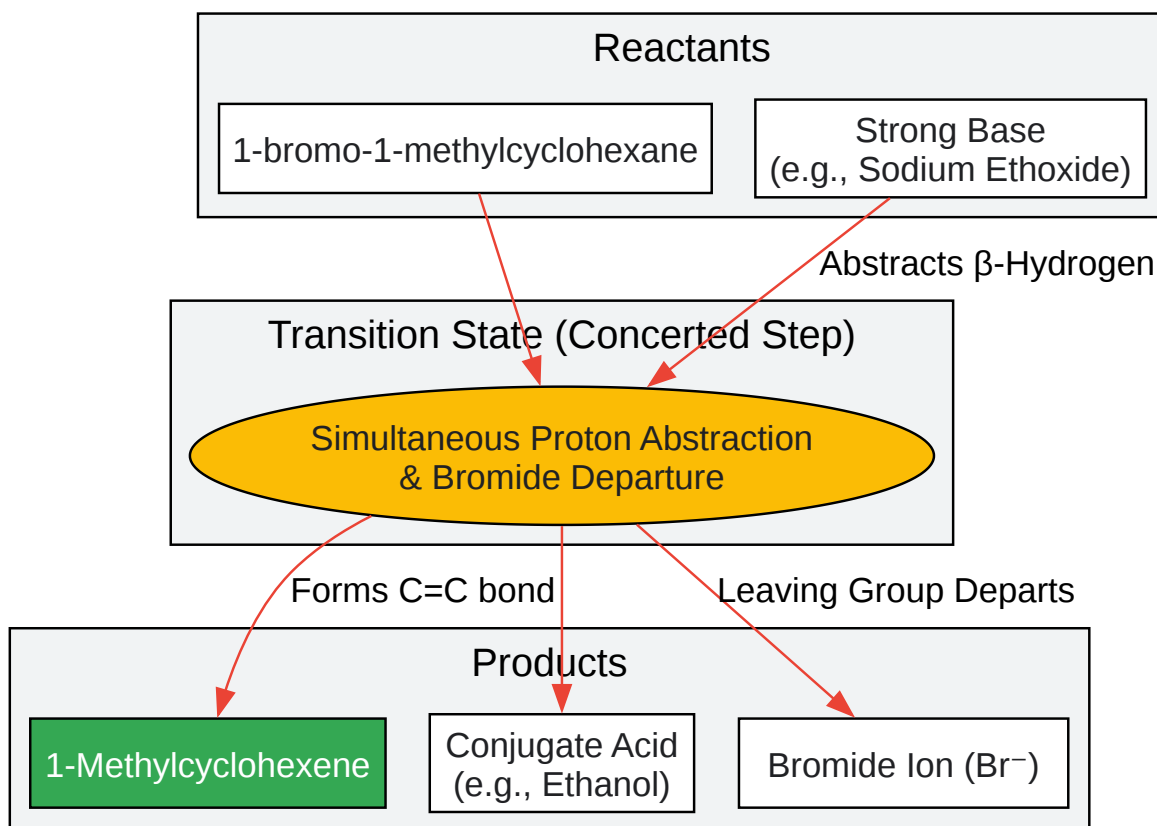 Reactants
1-bromo-1-methylcyclohexane
Strong Base
(e.g., Sodium Ethoxide)
Abstracts β-Hydrogen
Transition State (Concerted Step)
Simultaneous Proton Abstraction
& Bromide Departure
Forms C=C bond
Leaving Group Departs
Products
1-Methylcyclohexene
Conjugate Acid
(e.g., Ethanol)
Bromide Ion (Br⁻)